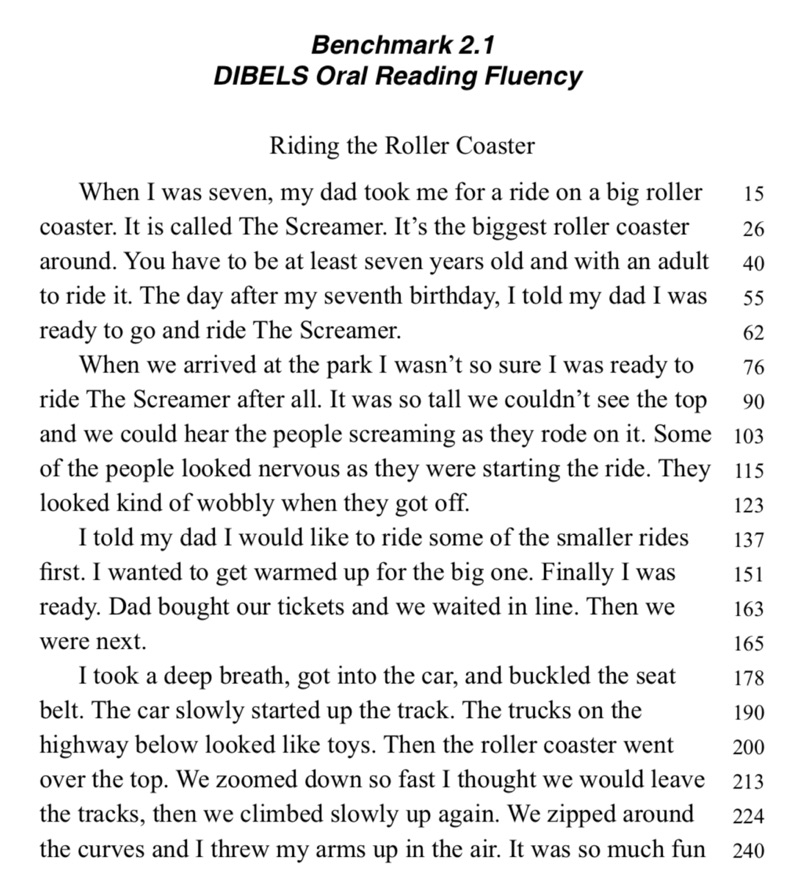 Benchmark 2.1
DIBELS Oral Reading Fluency
Riding the Roller Coaster
When I was seven, my dad took me for a ride on a big roller 15
coaster. It is called The Screamer. It’s the biggest roller coaster 26
around. You have to be at least seven years old and with an adult 40
to ride it. The day after my seventh birthday, I told my dad I was 55
ready to go and ride The Screamer. 62
When we arrived at the park I wasn’t so sure I was ready to 76
ride The Screamer after all. It was so tall we couldn’t see the top 90
and we could hear the people screaming as they rode on it. Some 103
of the people looked nervous as they were starting the ride. They 115
looked kind of wobbly when they got off. 123
I told my dad I would like to ride some of the smaller rides 137
first. I wanted to get warmed up for the big one. Finally I was 151
ready. Dad bought our tickets and we waited in line. Then we 163
were next. 165
I took a deep breath, got into the car, and buckled the seat 178
belt. The car slowly started up the track. The trucks on the 190
highway below looked like toys. Then the roller coaster went 200
over the top. We zoomed down so fast I thought we would leave 213
the tracks, then we climbed slowly up again. We zipped around 224
the curves and I threw my arms up in the air. It was so much fun 240